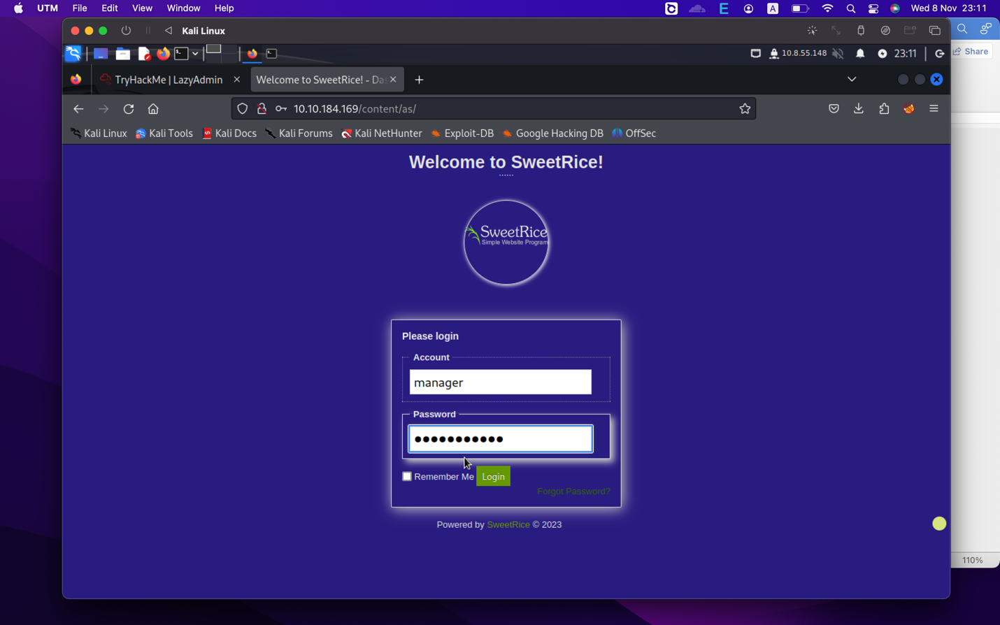 UTM File Edit View Window Help A Wed 8 Nov 23:11
Kali Linux
Share
10.8.55.148 23:11
TryHackMe | LazyAdmin Welcome to SweetRice! - Das
10.10.184.169/content/as/
Kali Linux Kali Tools Kali Docs Kali Forums Kali NetHunter Exploit-DB Google Hacking DB OffSec
Welcome to SweetRice!
SweetRice
Simple Website Program
Please login
Account
manager
Password
●●●●●●●●●●●
Remember Me Login
Forgot Password?
Powered by SweetRice © 2023
110%